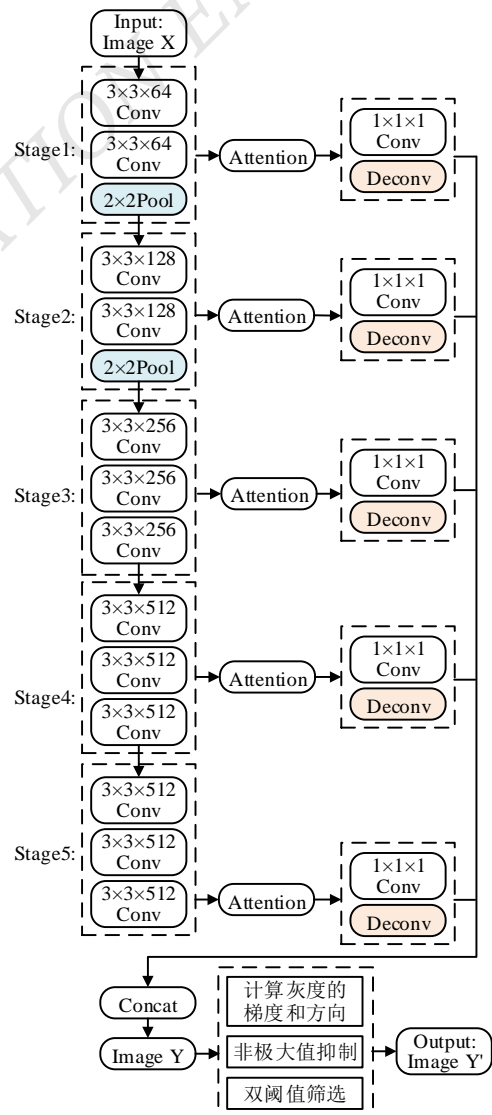 Input:
Image X
Stage1:
3×3×64
Conv
3×3×64
Conv
2×2Pool
Attention
1×1×1
Conv
Deconv
Stage2:
3×3×128
Conv
3×3×128
Conv
2×2Pool
Attention
1×1×1
Conv
Deconv
Stage3:
3×3×256
Conv
3×3×256
Conv
3×3×256
Conv
Attention
1×1×1
Conv
Deconv
Stage4:
3×3×512
Conv
3×3×512
Conv
3×3×512
Conv
Attention
1×1×1
Conv
Deconv
Stage5:
3×3×512
Conv
3×3×512
Conv
3×3×512
Conv
Attention
1×1×1
Conv
Deconv
Concat
Image Y
计算灰度的
梯度和方向
非极大值抑制
双阈值筛选
Output:
Image Y'